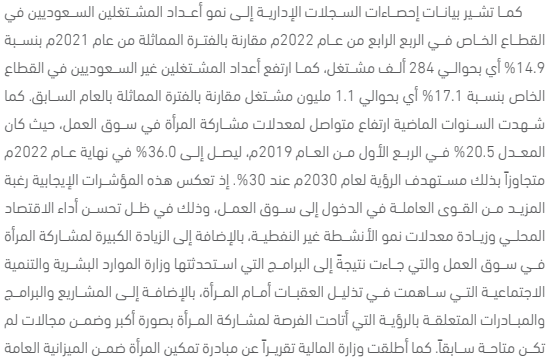 كما تشير بيانات إحصاءات السجلات الإدارية إلى نمو أعداد المشتغلين السعوديين في
القطاع الخاص في الربع الرابع من عام 2022م مقارنة بالفترة المماثلة من عام 2021م بنسبة
14.9% أي بحوالي 284 ألف مشتغل، كما ارتفع أعداد المشتغلين غير السعوديين في القطاع
الخاص بنسبة 17.1% أي بحوالي 1.1 مليون مشتغل مقارنة بالفترة المماثلة بالعام السابق. كما
شهدت السنوات الماضية ارتفاع متواصل لمعدلات مشاركة المرأة في سوق العمل، حيث كان
المعدل 20.5% في الربع الأول من العام 2019م، ليصل إلى 36.0% في نهاية عام 2022م
متجاوزاً بذلك مستهدف الرؤية لعام 2030م عند 30%. إذ تعكس هذه المؤشرات الإيجابية رغبة
المزيد من القوى العاملة في الدخول إلى سوق العمل، وذلك في ظل تحسن أداء الاقتصاد
المحلي وزيادة معدلات نمو الأنشطة غير النفطية، بالإضافة إلى الزيادة الكبيرة لمشاركة المرأة
في سوق العمل والتي جاءت نتيجةً إلى البرامج التي استحدثتها وزارة الموارد البشرية والتنمية
الاجتماعية التي ساهمت في تذليل العقبات أمام المرأة، بالإضافة إلى المشاريع والبرامج
والمبادرات المتعلقة بالرؤية التي أتاحت الفرصة لمشاركة المرأة بصورة أكبر وضمن مجالات لم
تكن متاحة سابقاً. كما أطلقت وزارة المالية تقريراً عن مبادرة تمكين المرأة ضمن الميزانية العامة